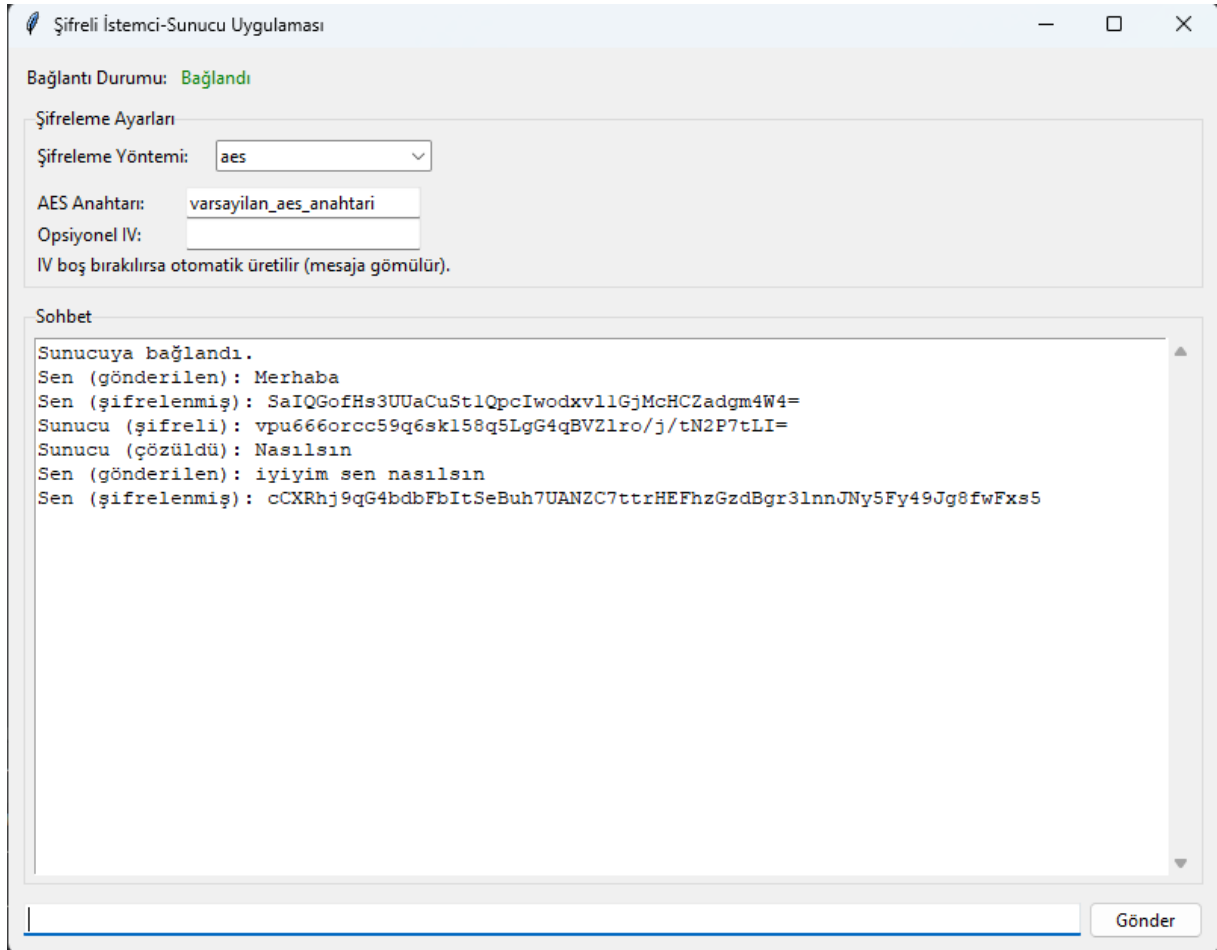 Şifreli İstemci-Sunucu Uygulaması
Bağlantı Durumu: Bağlandı
Şifreleme Ayarları
Şifreleme Yöntemi: aes
AES Anahtarı: varsayilan_aes_anahtari
Opsiyonel IV:
IV boş bırakılırsa otomatik üretilir (mesaja gömülür).
Sohbet
Sunucuya bağlandı.
Sen (gönderilen): Merhaba
Sen (şifrelenmiş): SaIQGofHs3UUaCuSt1QpcIwodxvl1GjMcHCZadgm4W4=
Sunucu (şifreli): vpu666orcc59q6sk158q5LgG4qBVZlro/j/tN2P7tLI=
Sunucu (çözüldü): Nasılsın
Sen (gönderilen): iyiyim sen nasılsın
Sen (şifrelenmiş): cCXRhj9qG4bdbFbItSeBuh7UANZC7ttrHEFhzGzdBgr3lnnJNy5Fy49Jg8fwFxs5
Gönder